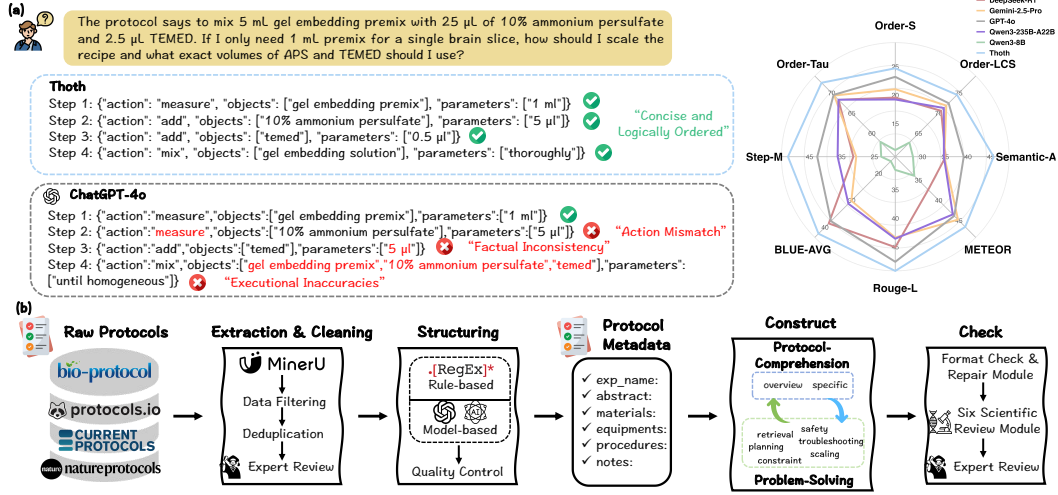 (a)
The protocol says to mix 5 mL gel embedding premix with 25 µL of 10% ammonium persulfate
and 2.5 µL TEMED. If I only need 1 mL premix for a single brain slice, how should I scale the
recipe and what exact volumes of APS and TEMED should I use?
Thoth
Step 1: {"action": "measure", "objects": ["gel embedding premix"], "parameters": ["1 ml"]}
Step 2: {"action": "add", "objects": ["10% ammonium persulfate"], "parameters": ["5 µl"]}
Step 3: {"action": "add", "objects": ["temed"], "parameters": ["0.5 µl"]}
Step 4: {"action": "mix", "objects": ["gel embedding solution"], "parameters": ["thoroughly"]}
"Concise and
Logically Ordered"
ChatGPT-4o
Step 1: {"action":"measure","objects":["gel embedding premix"],"parameters":["1 ml"]}
Step 2: {"action":"measure","objects":["10% ammonium persulfate"],"parameters":["5 µl"]}
"Action Mismatch"
Step 3: {"action":"add","objects":["temed"],"parameters":["5 µl"]}
"Factual Inconsistency"
Step 4: {"action":"mix","objects":["gel embedding premix","10% ammonium persulfate","temed"],"parameters":
["until homogeneous"]}
"Executional Inaccuracies"
Gemini-2.5-Pro
GPT-4o
Qwen3-235B-A22B
Qwen3-8B
Thoth
Order-S
Order-LCS
Semantic-A
METEOR
Rouge-L
BLUE-AVG
Step-M
Order-Tau
(b)
Raw Protocols
bio-protocol
protocols.io
CURRENT
PROTOCOLS
nature
natureprotocols
Extraction & Cleaning
MinerU
Data Filtering
Deduplication
Expert Review
Structuring
.[RegEx]*
Rule-based
AI
Model-based
Quality Control
Protocol
Metadata
exp_name:
abstract:
materials:
equipments:
procedures:
notes:
Construct
Protocol-
Comprehension
overview specific
retrieval
planning
constraint
safety
troubleshooting
scaling
Problem-Solving
Check
Format Check &
Repair Module
Six Scientific
Review Module
Expert Review